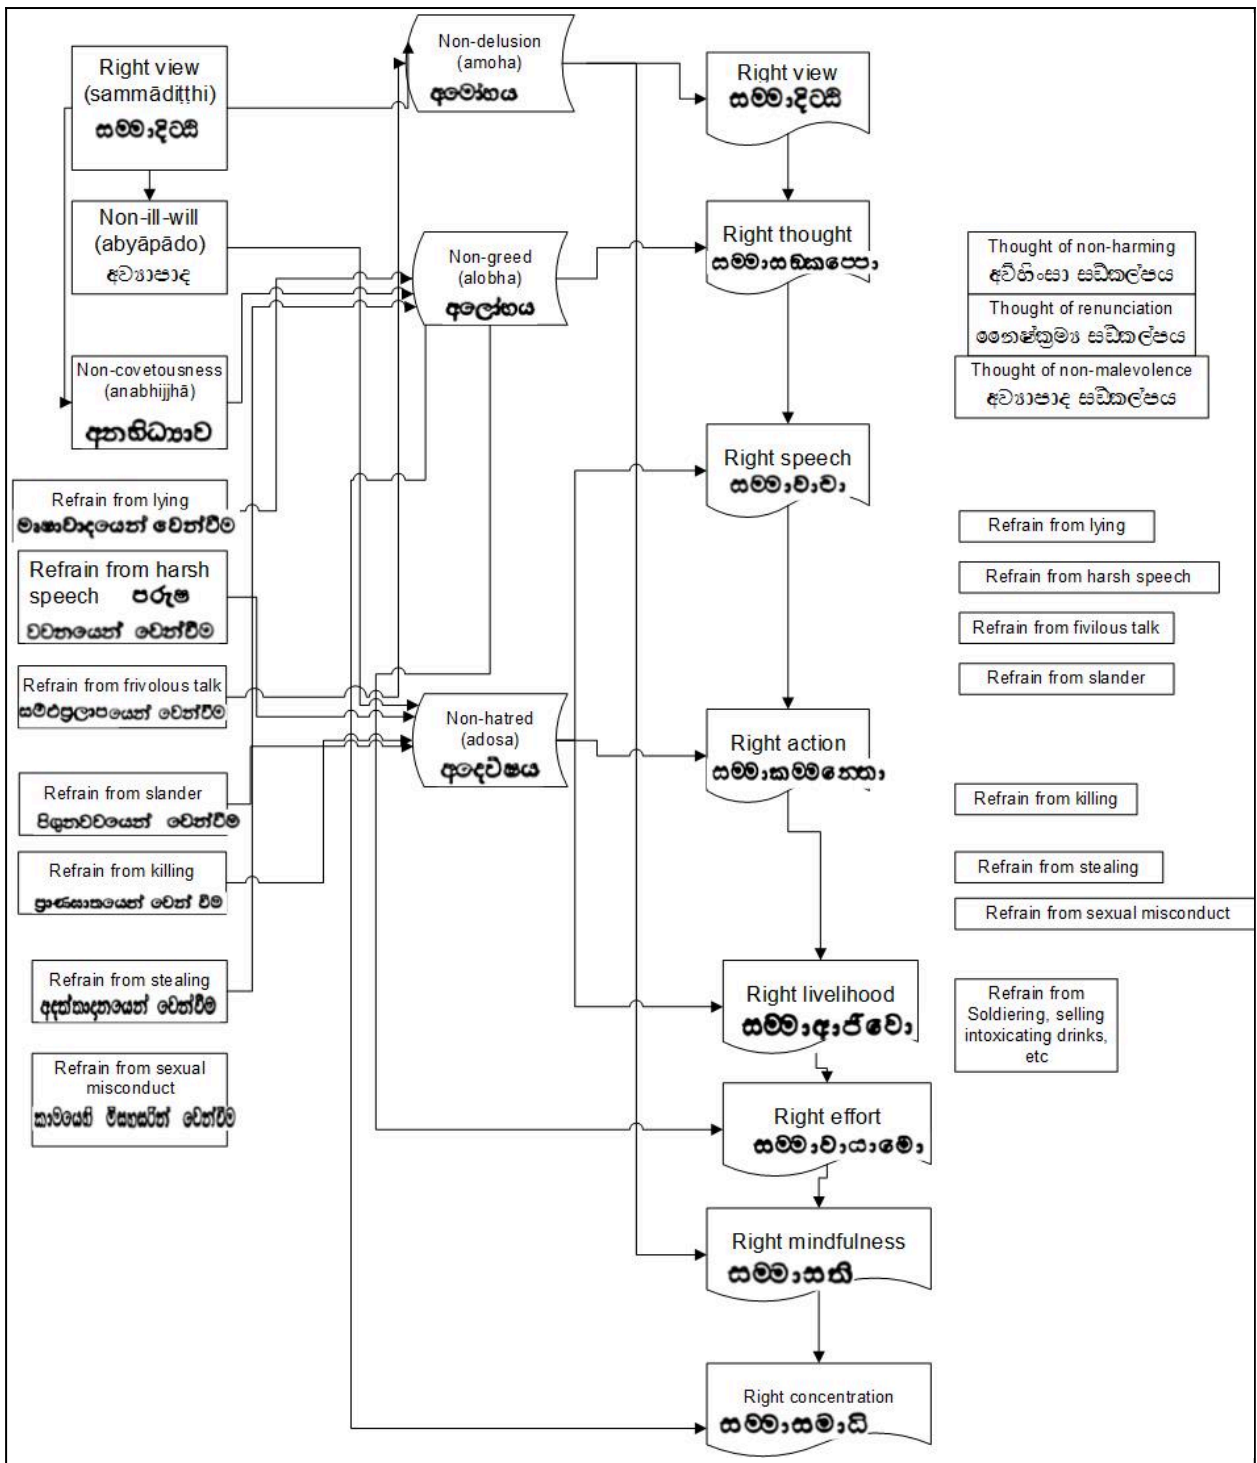 Right view
(sammādiṭṭhi)
සම්මාදිට්ඨි
Non-ill-will
(abyāpādo)
අව්‍යාපාද
Non-covetousness
(anabhijjhā)
අනභිධ්‍යාව
Refrain from lying
මෘෂාවාදයෙන් වෙන්වීම
Refrain from harsh
speech පරුෂ
වචනයෙන් වෙන්වීම
Refrain from frivolous talk
වෙන්වීම
Refrain from slander
පිශුනවචයෙන් වෙන්වීම
Refrain from killing
ප්‍රාණඝාතයෙන් වෙන් වීම
Refrain from stealing
අදත්තාදනයෙන් වෙන්වීම
Refrain from sexual
misconduct
කාමයෙහි වෙන්වීම
Non-delusion
(amoha)
අමෝහය
Non-greed
(alobha)
අලෝභය
Non-hatred
(adosa)
අද්වේෂය
Right view
සම්මාදිට්ඨි
Right thought
සම්මාසඞ්කප්පො
Right speech
සම්මාවාචා
Right action
සම්මාකම්මන්තො
Right livelihood
සම්මාආජීවො
Right effort
සම්මාවායාමො
Right mindfulness
සම්මාසති
Right concentration
සම්මාසමාධි
Thought of non-harming
අවිහිංසා සඞ්කල්පය
Thought of renunciation
නෛෂ්ක්‍රම්‍ය සඞ්කල්පය
Thought of non-malevolence
අව්‍යාපාද සඞ්කල්පය
Refrain from lying
Refrain from harsh speech
Refrain from fivilous talk
Refrain from slander
Refrain from killing
Refrain from stealing
Refrain from sexual misconduct
Refrain from
Soldiering, selling
intoxicating drinks,
etc